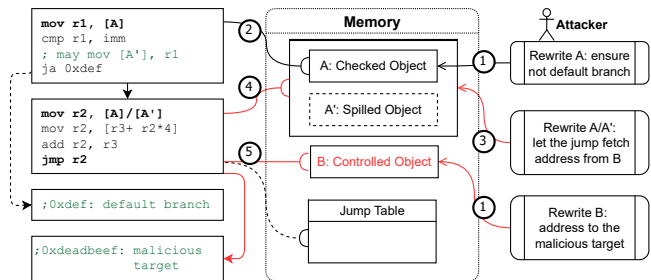 mov r1, [A]
cmp r1, imm
; may mov [A'], r1
ja 0xdef
mov r2, [A]/[A']
mov r2, [r3+ r2*4]
add r2, r3
jmp r2
;0xdef: default branch
;0xdeadbeef: malicious
target
Memory
2
A: Checked Object
4
A': Spilled Object
5
B: Controlled Object
Jump Table
Attacker
1
Rewrite A: ensure
not default branch
3
Rewrite A/A':
let the jump fetch
address from B
1
Rewrite B:
address to the
malicious target